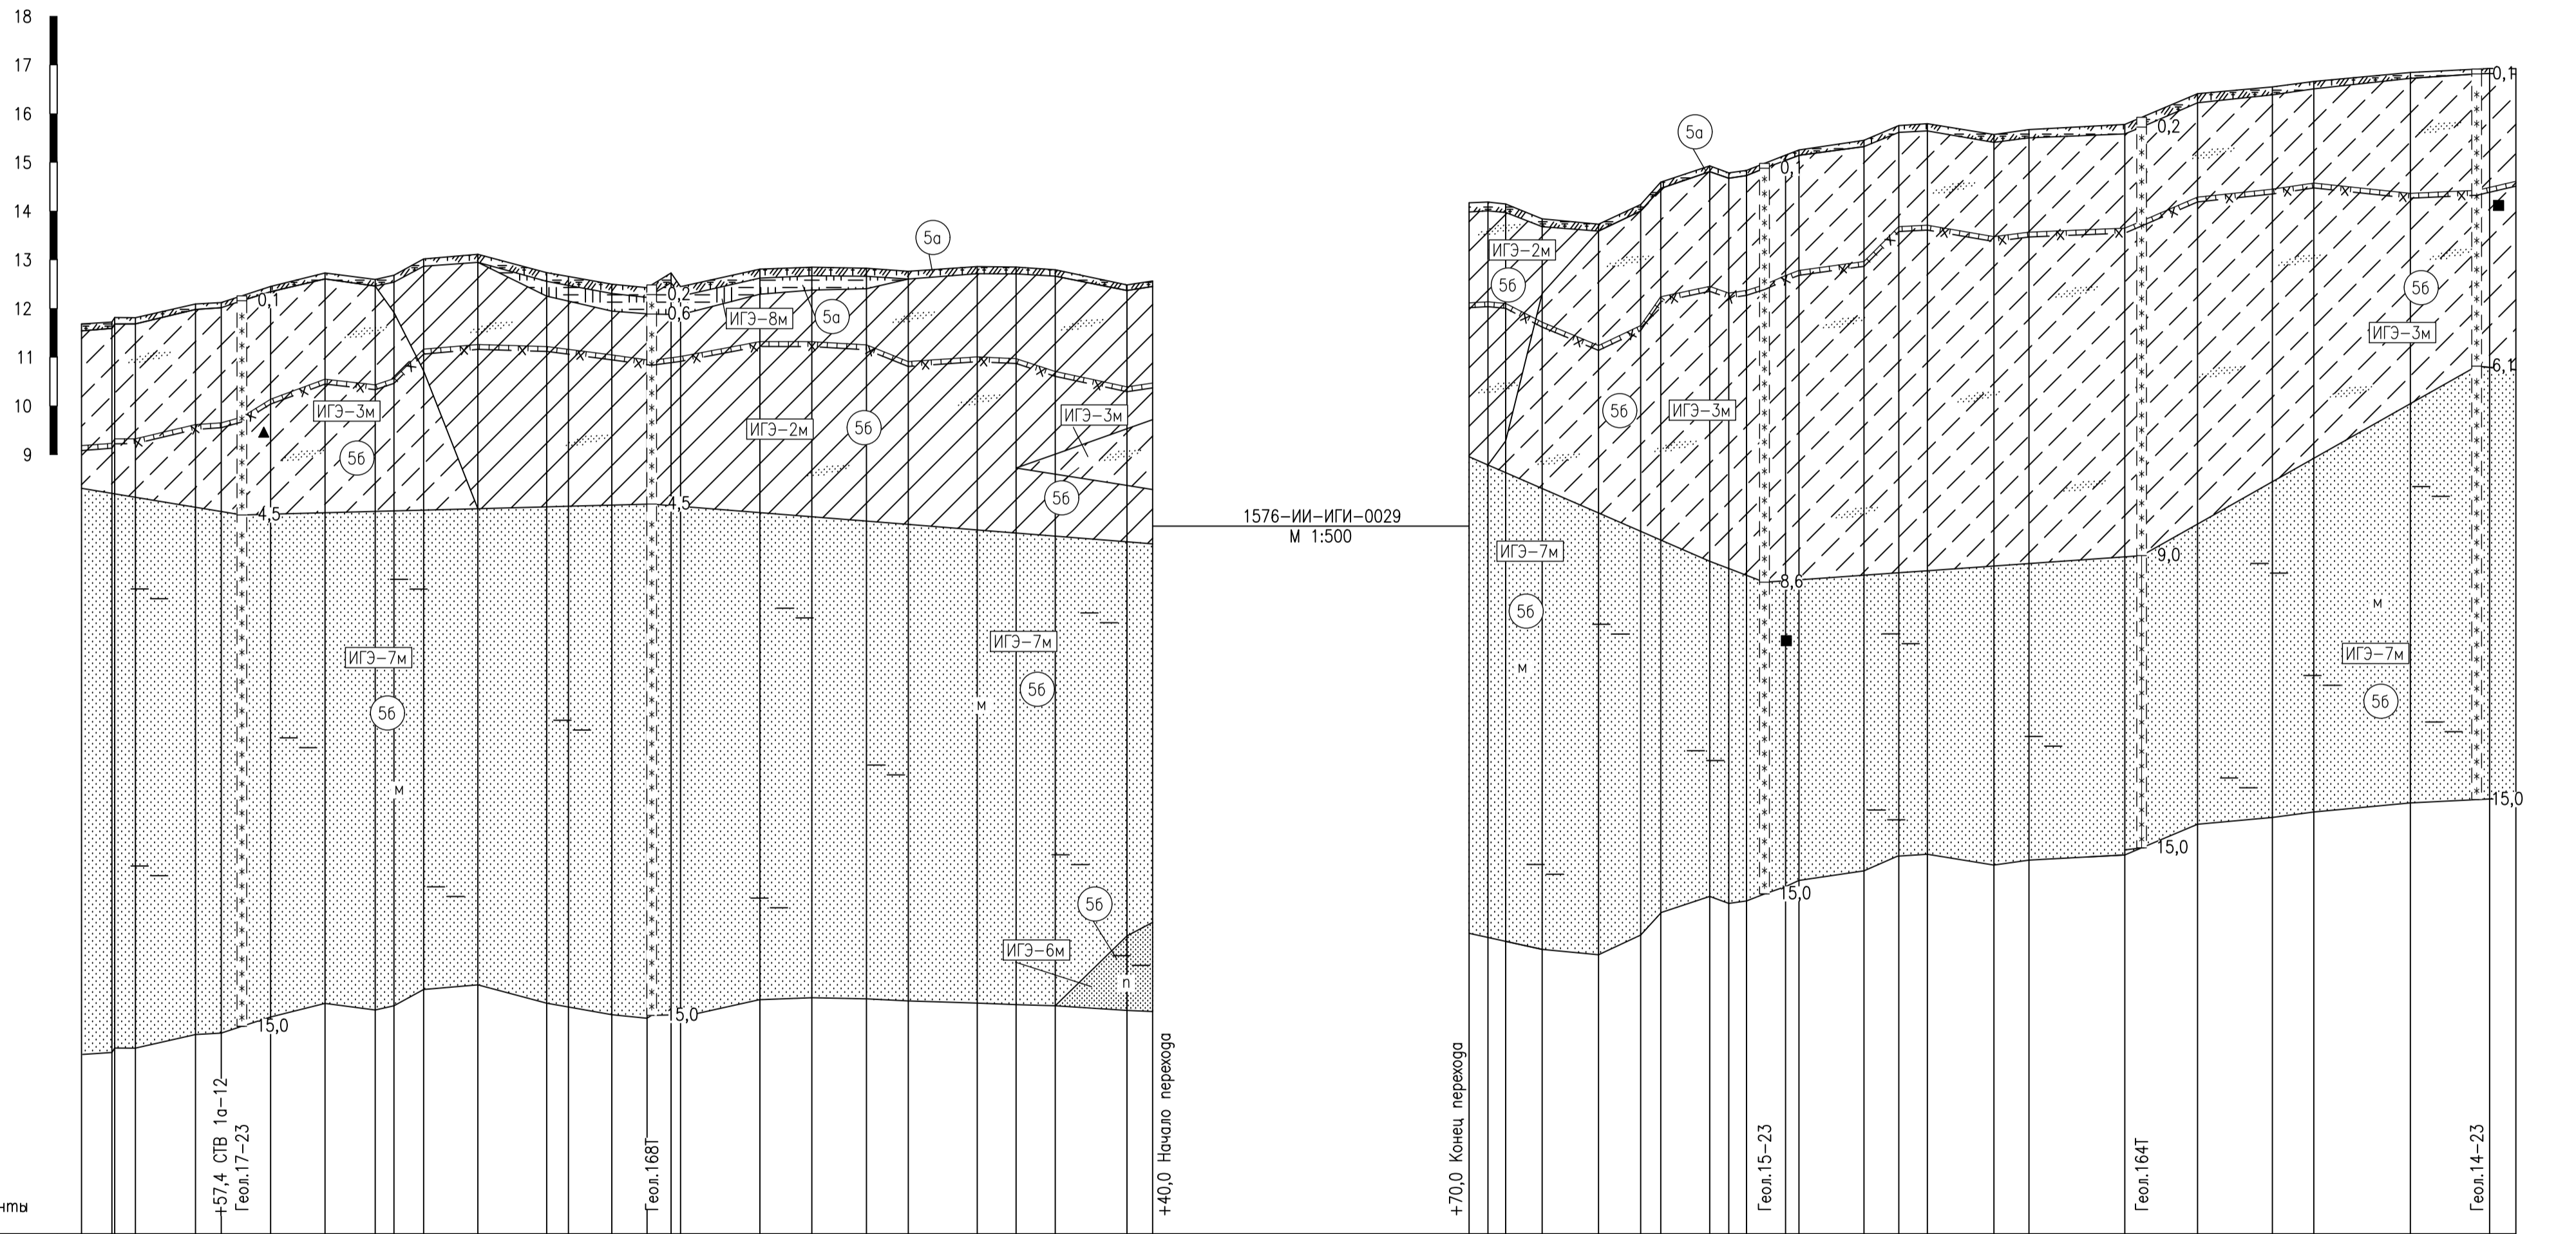 18
17
16
15
14
13
12
11
10
9
5а
5а
0,1
0,2
0,6
ИГЭ-8м
5а
ИГЭ-3м
5б
ИГЭ-2м
5б
ИГЭ-3м
5б
4,5
4,5
ИГЭ-7м
5б
м
ИГЭ-7м
5б
м
5б
ИГЭ-6м
п
15,0
15,0
1576-ИИ-ИГИ-0029
М 1:500
0,1
0,2
0,1
ИГЭ-2м
5б
5б
ИГЭ-3м
5б
ИГЭ-3м
6,1
ИГЭ-7м
5б
м
8,6
9,0
м
ИГЭ-7м
5б
15,0
15,0
15,0
+57,4 СТВ 1а-12
Геол.17-23
Геол.168Т
+40,0 Начало перехода
+70,0 Конец перехода
Геол.15-23
Геол.164Т
Геол.14-23
нты